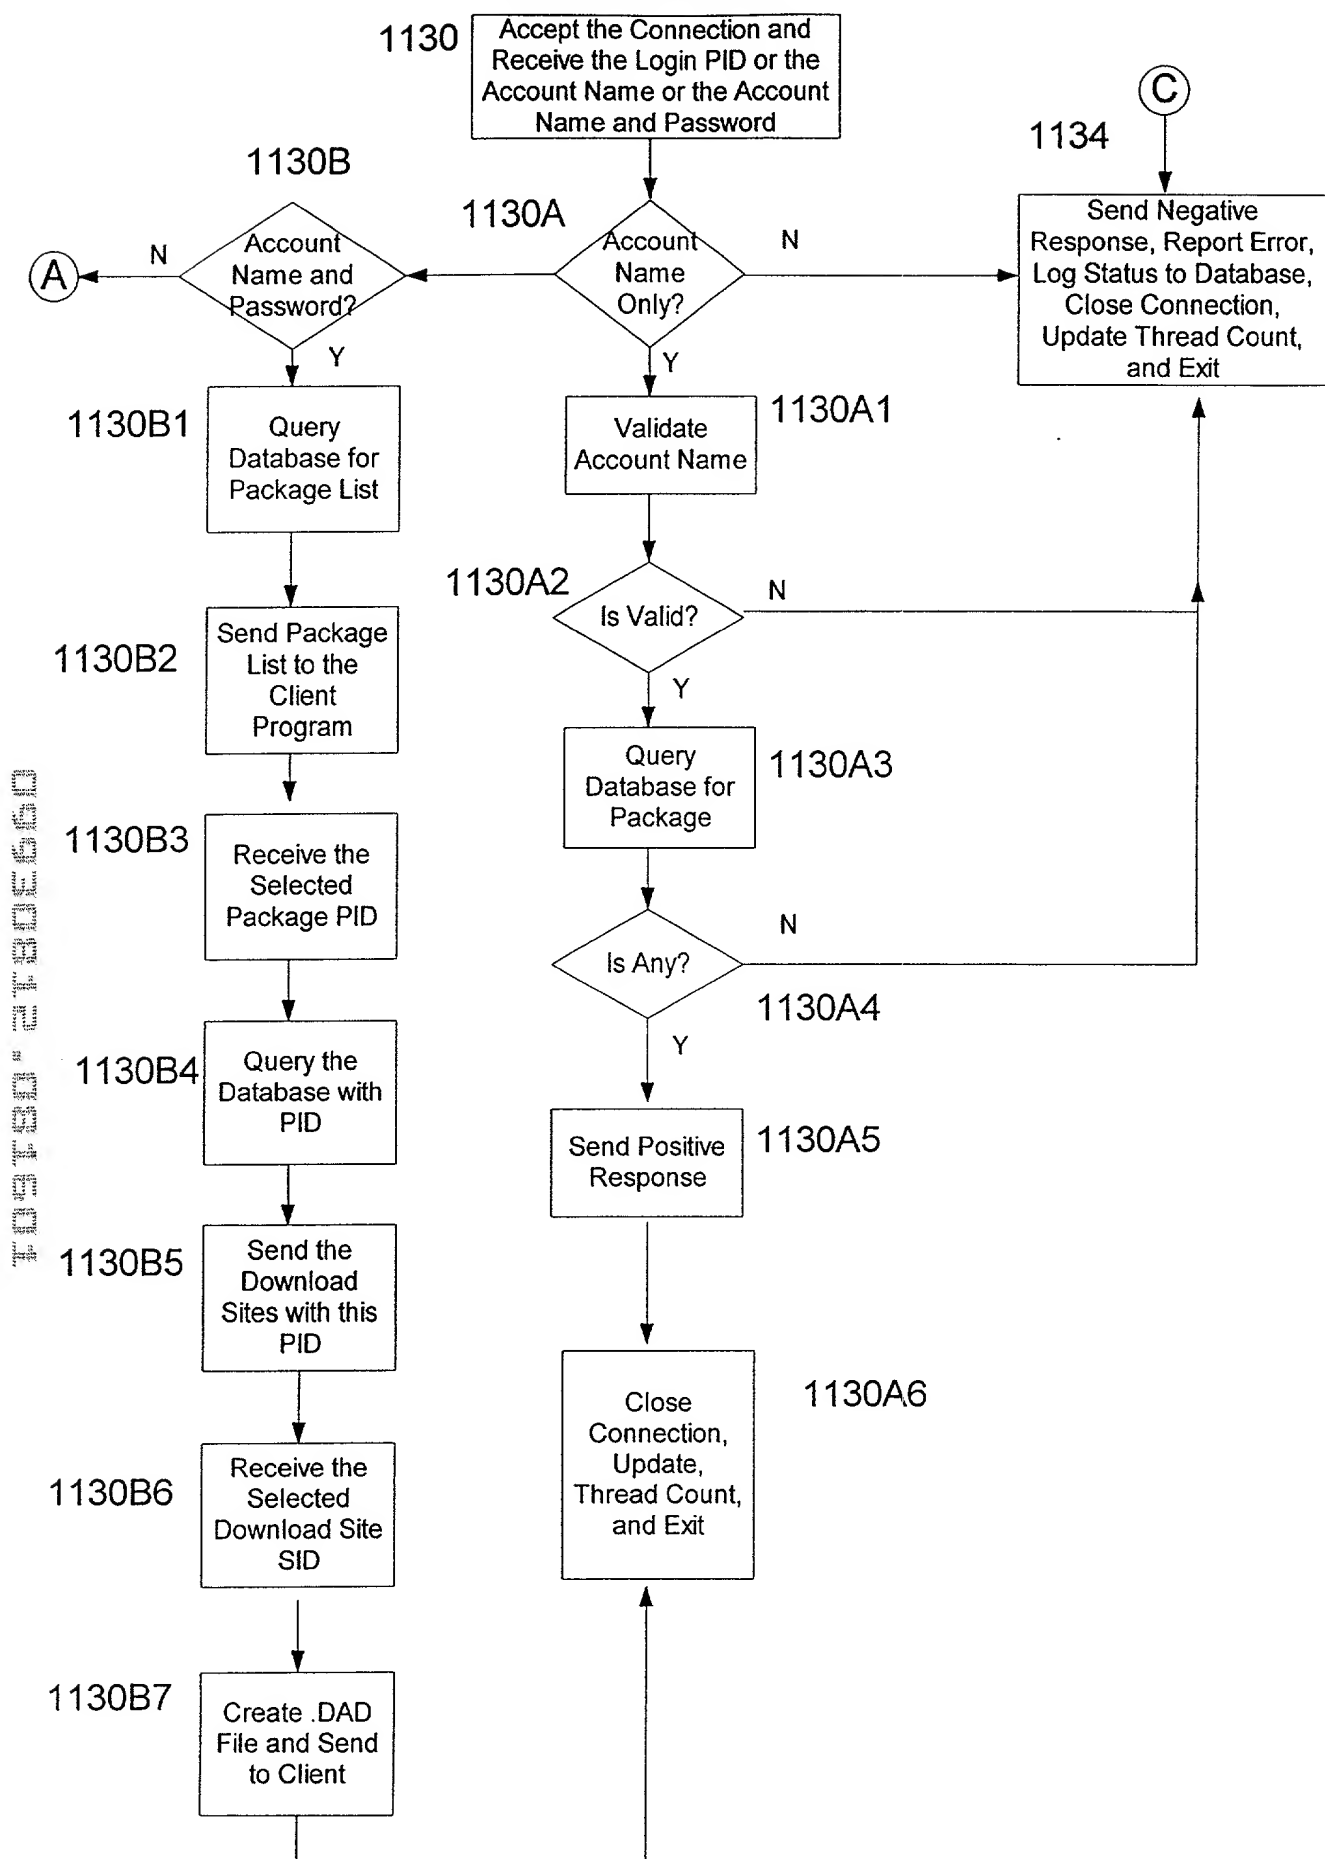 1130
Accept the Connection and
Receive the Login PID or the
Account Name or the Account
Name and Password
C
1134
Send Negative
Response, Report Error,
Log Status to Database,
Close Connection,
Update Thread Count,
and Exit
1130B
Account
Name and
Password?
N
A
Y
1130A
Account
Name
Only?
N
Y
1130B1
Query
Database for
Package List
1130A1
Validate
Account Name
1130A2
Is Valid?
N
Y
1130B2
Send Package
List to the
Client
Program
1130A3
Query
Database for
Package
1130B3
Receive the
Selected
Package PID
Is Any?
N
1130A4
Y
1130B4
Query the
Database with
PID
Send Positive
Response
1130A5
1130B5
Send the
Download
Sites with this
PID
1130A6
Close
Connection,
Update,
Thread Count,
and Exit
1130B6
Receive the
Selected
Download Site
SID
1130B7
Create .DAD
File and Send
to Client